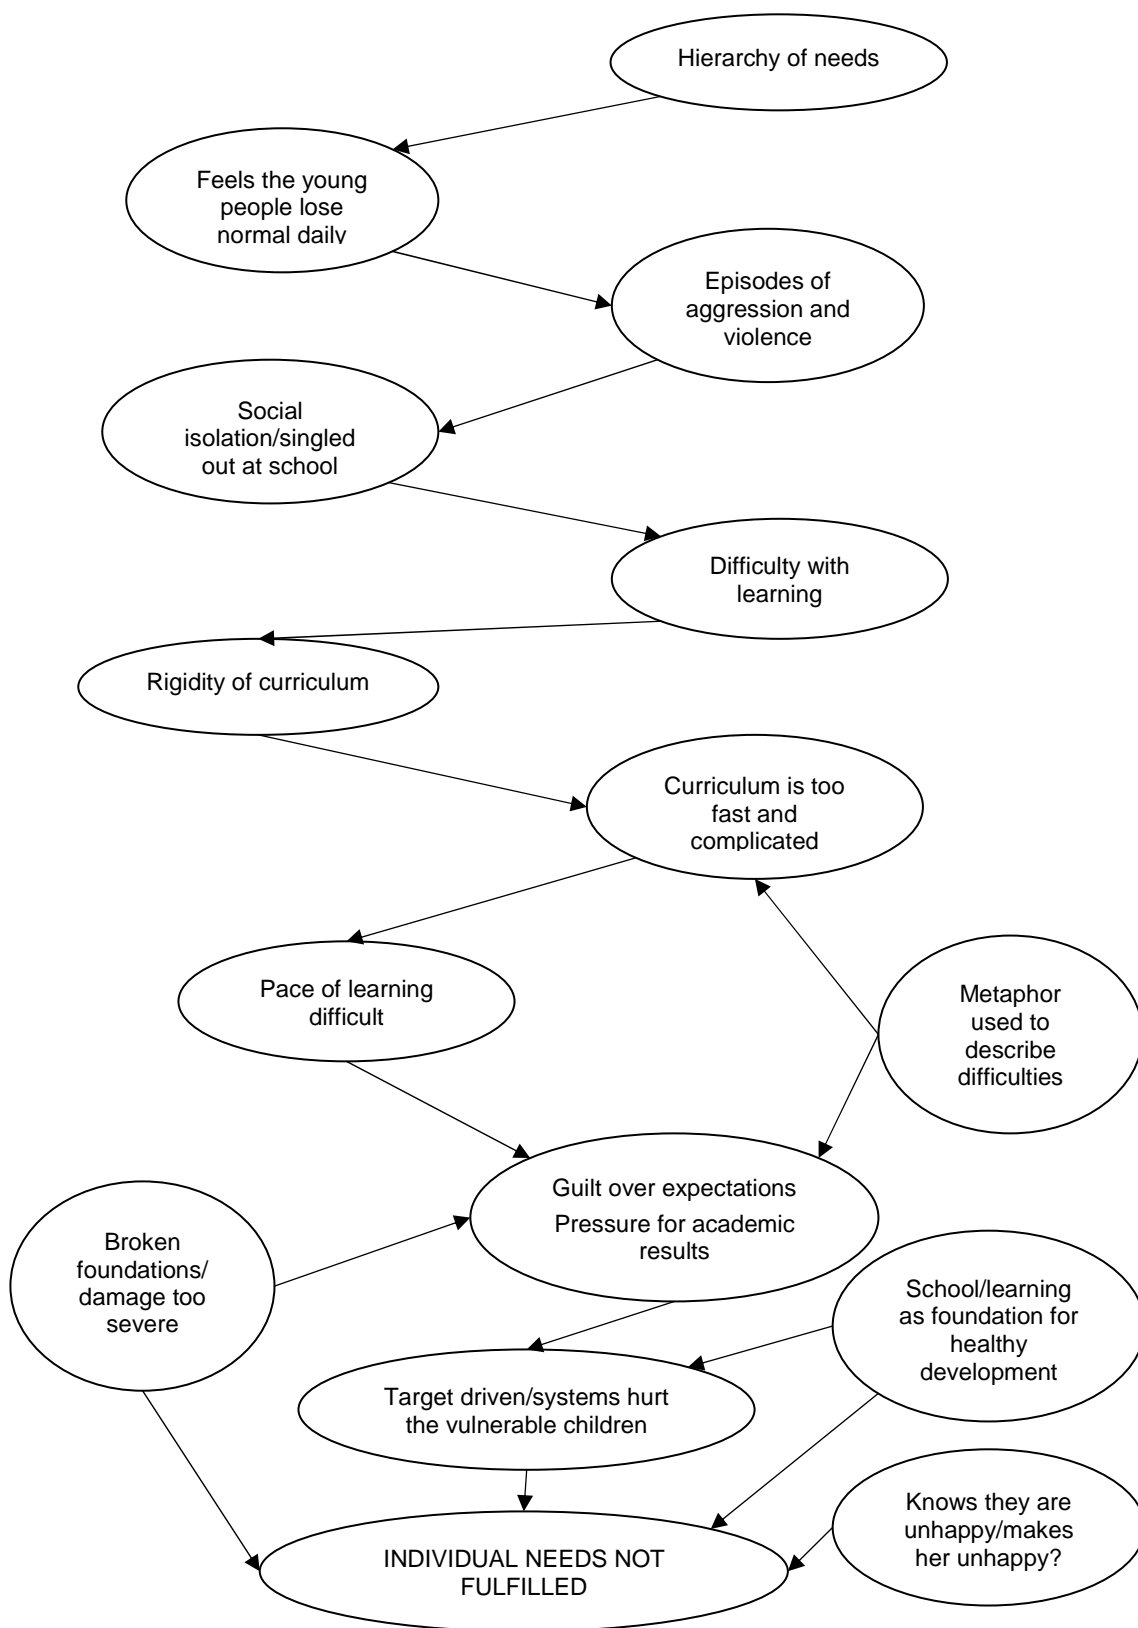 Hierarchy of needs
Feels the young
people lose
normal daily
Episodes of
aggression and
violence
Social
isolation/singled
out at school
Difficulty with
learning
Rigidity of curriculum
Curriculum is too
fast and
complicated
Pace of learning
difficult
Metaphor
used to
describe
difficulties
Guilt over expectations
Pressure for academic
results
Broken
foundations/
damage too
severe
School/learning
as foundation for
healthy
development
Target driven/systems hurt
the vulnerable children
Knows they are
unhappy/makes
her unhappy?
INDIVIDUAL NEEDS NOT
FULFILLED